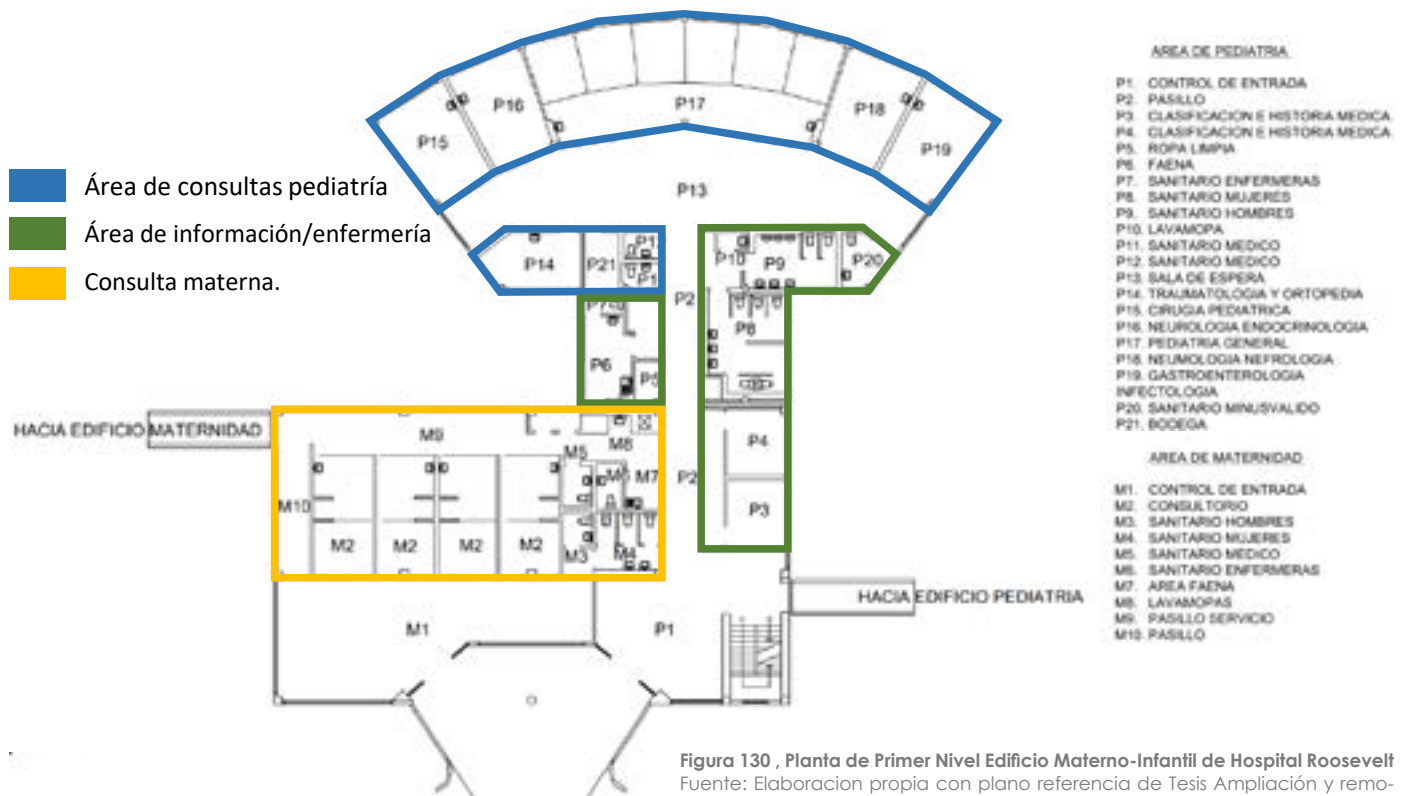 AREA DE PEDIATRIA
P1. CONTROL DE ENTRADA
P2. PASILLO
P3. CLASIFICACION E HISTORIA MEDICA
P4. CLASIFICACION E HISTORIA MEDICA
P5. ROPA LIMPIA
P6. FAENA
P7. SANITARIO ENFERMERAS
P8. SANITARIO MUJERES
P9. SANITARIO HOMBRES
P10. LAVAMOPA
P11. SANITARIO MEDICO
P12. SANITARIO MEDICO
P13. SALA DE ESPERA
P14. TRAUMATOLOGIA Y ORTOPEDIA
P15. CIRUGIA PEDIATRICA
P16. NEUROLOGIA ENDOCRINOLOGIA
P17. PEDIATRIA GENERAL
P18. NEUMOLOGIA NEFROLOGIA
P19. GASTROENTEROLOGIA
INFECTOLOGIA
P20. SANITARIO MINUSVALIDO
P21. BODEGA
AREA DE MATERNIDAD
M1. CONTROL DE ENTRADA
M2. CONSULTORIO
M3. SANITARIO HOMBRES
M4. SANITARIO MUJERES
M5. SANITARIO MEDICO
M6. SANITARIO ENFERMERAS
M7. AREA FAENA
M8. LAVAMOPAS
M9. PASILLO SERVICIO
M10. PASILLO
Área de consultas pediatría
Área de información/enfermería
Consulta materna.
P15
P16
P17
P18
P19
P13
P14
P21
P1
P10
P9
P20
P2
P8
P6
P5
HACIA EDIFICIO MATERNIDAD
M9
M8
M5
M6
M7
P2
P4
P3
M10
M2
M2
M2
M2
M3
M4
HACIA EDIFICIO PEDIATRIA
M1
P1
Figura 130 , Planta de Primer Nivel Edificio Materno-Infantil de Hospital Roosevelt
Fuente: Elaboracion propia con plano referencia de Tesis Ampliación y remo-